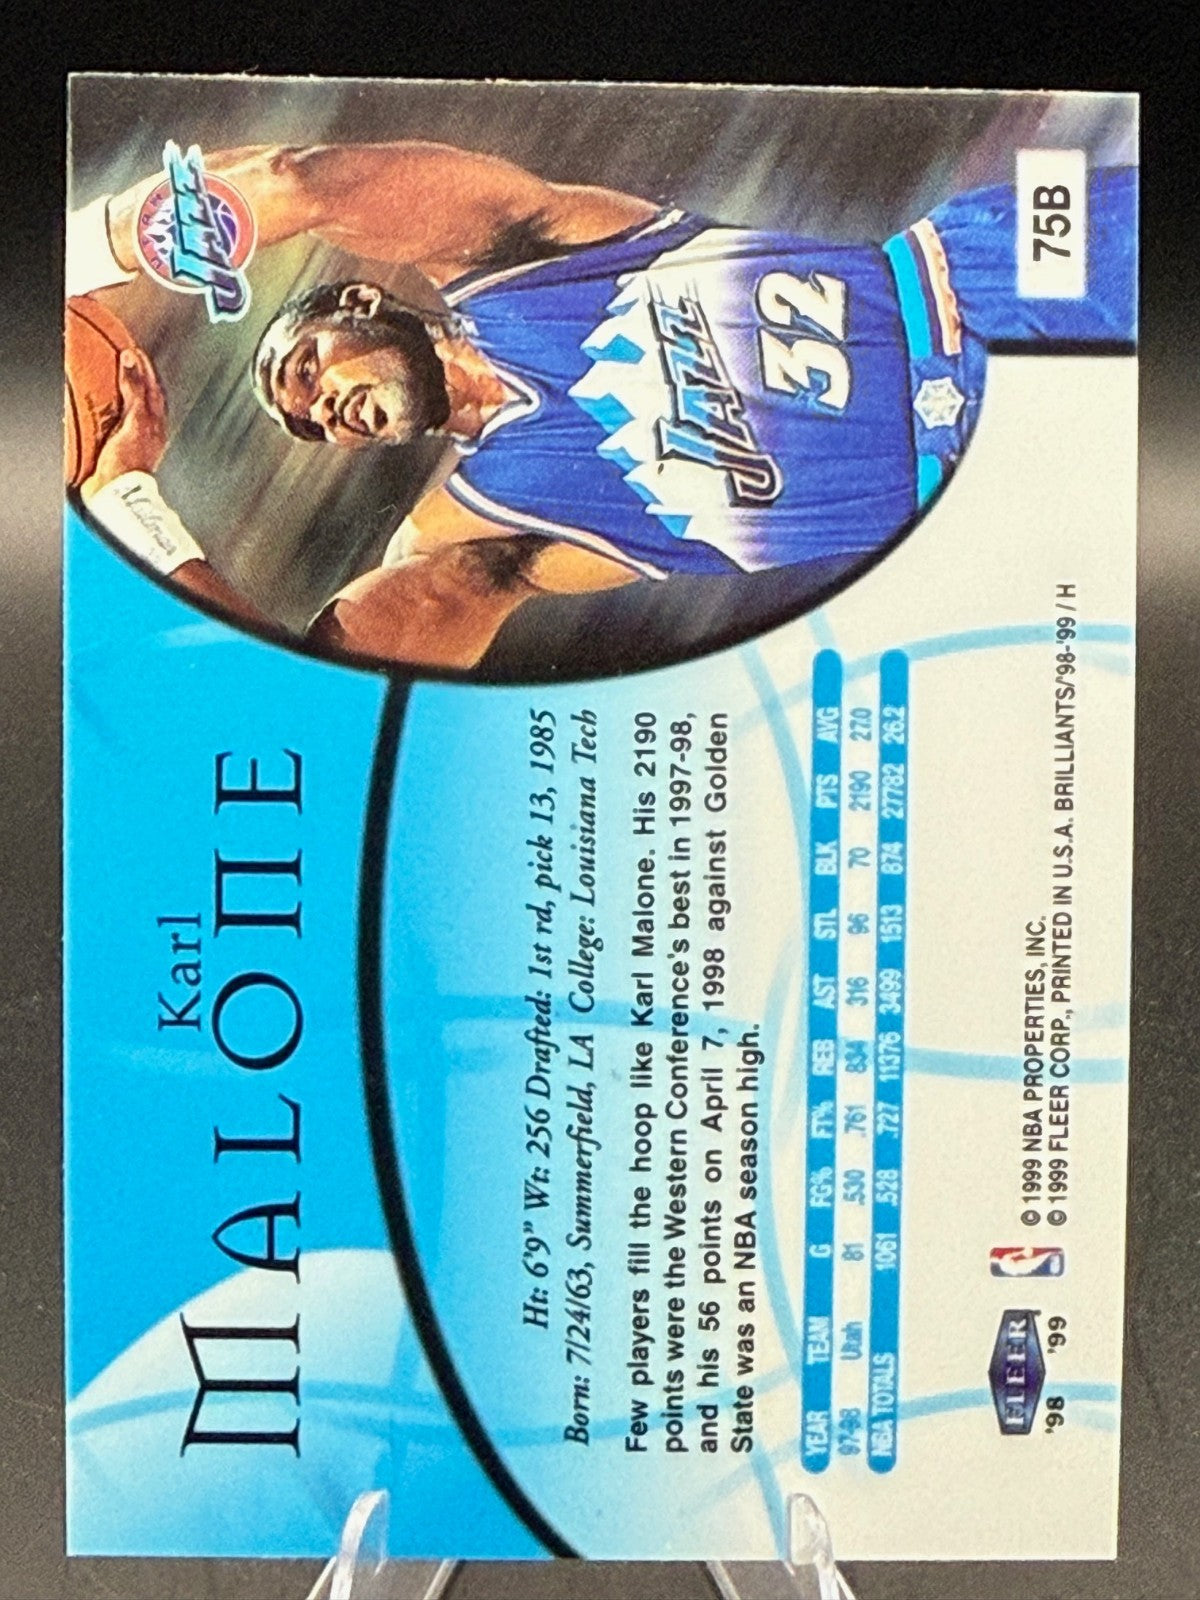 Karl
MALONE
Ht: 6'9" Wt: 256 Drafted: 1st rd, pick 13, 1985
Born: 7/24/63, Summerfield, LA College: Louisiana Tech
Few players fill the hoop like Karl Malone. His 2190
points were the Western Conference's best in 1997-98,
and his 56 points on April 7, 1998 against Golden
State was an NBA season high.
YEAR TEAM G FG% FT% REB AST STL BLK PTS AVG
97-98 Utah 81 .530 .761 834 316 96 70 2190 27.0
NBA TOTALS 1061 .528 .727 11376 3499 1513 874 27782 26.2
FLEER
'98 '99
© 1999 NBA PROPERTIES, INC.
© 1999 FLEER CORP., PRINTED IN U.S.A. BRILLIANTS/'98-'99 / H
UTAH
JAZZ
JAZZ
32
75B